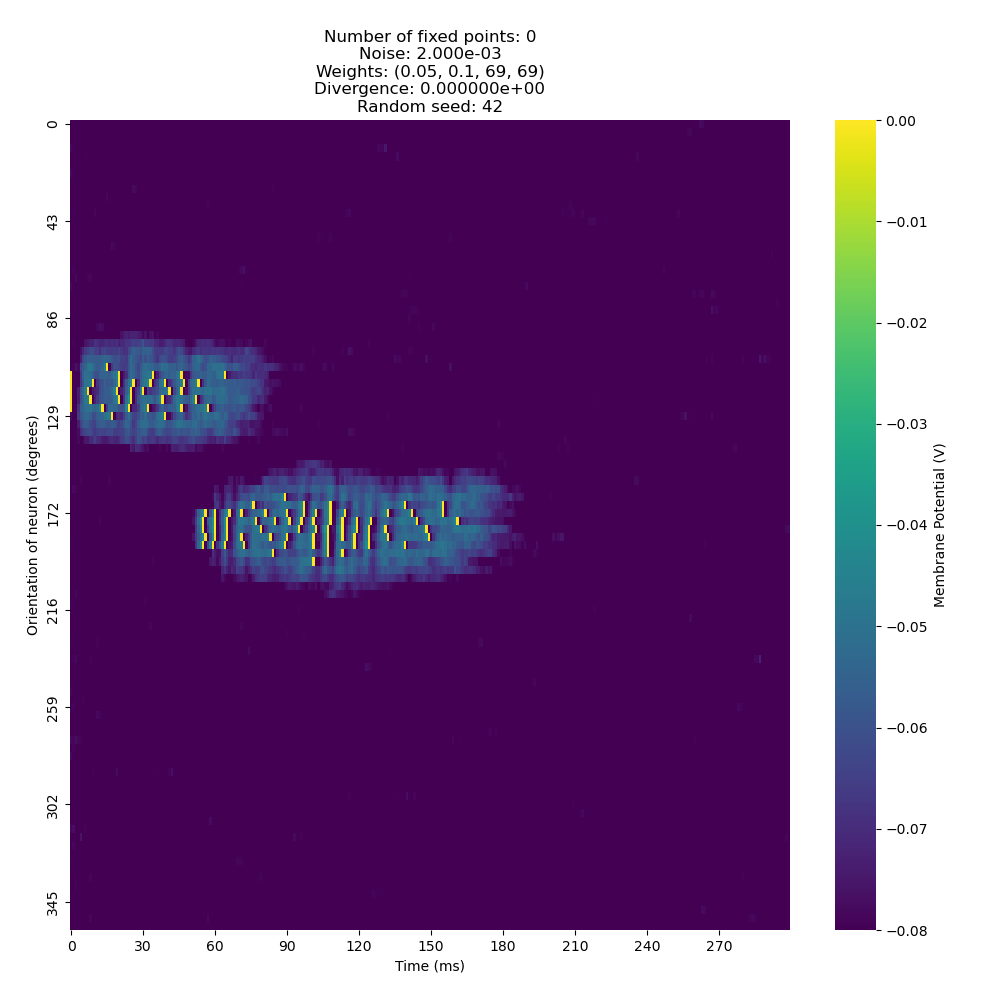 Number of fixed points: 0
Noise: 2.000e-03
Weights: (0.05, 0.1, 69, 69)
Divergence: 0.000000e+00
Random seed: 42
Orientation of neuron (degrees)
0
43
86
129
172
216
259
302
345
0 30 60 90 120 150 180 210 240 270
Time (ms)
0.00
−0.01
−0.02
−0.03
−0.04
−0.05
−0.06
−0.07
−0.08
Membrane Potential (V)